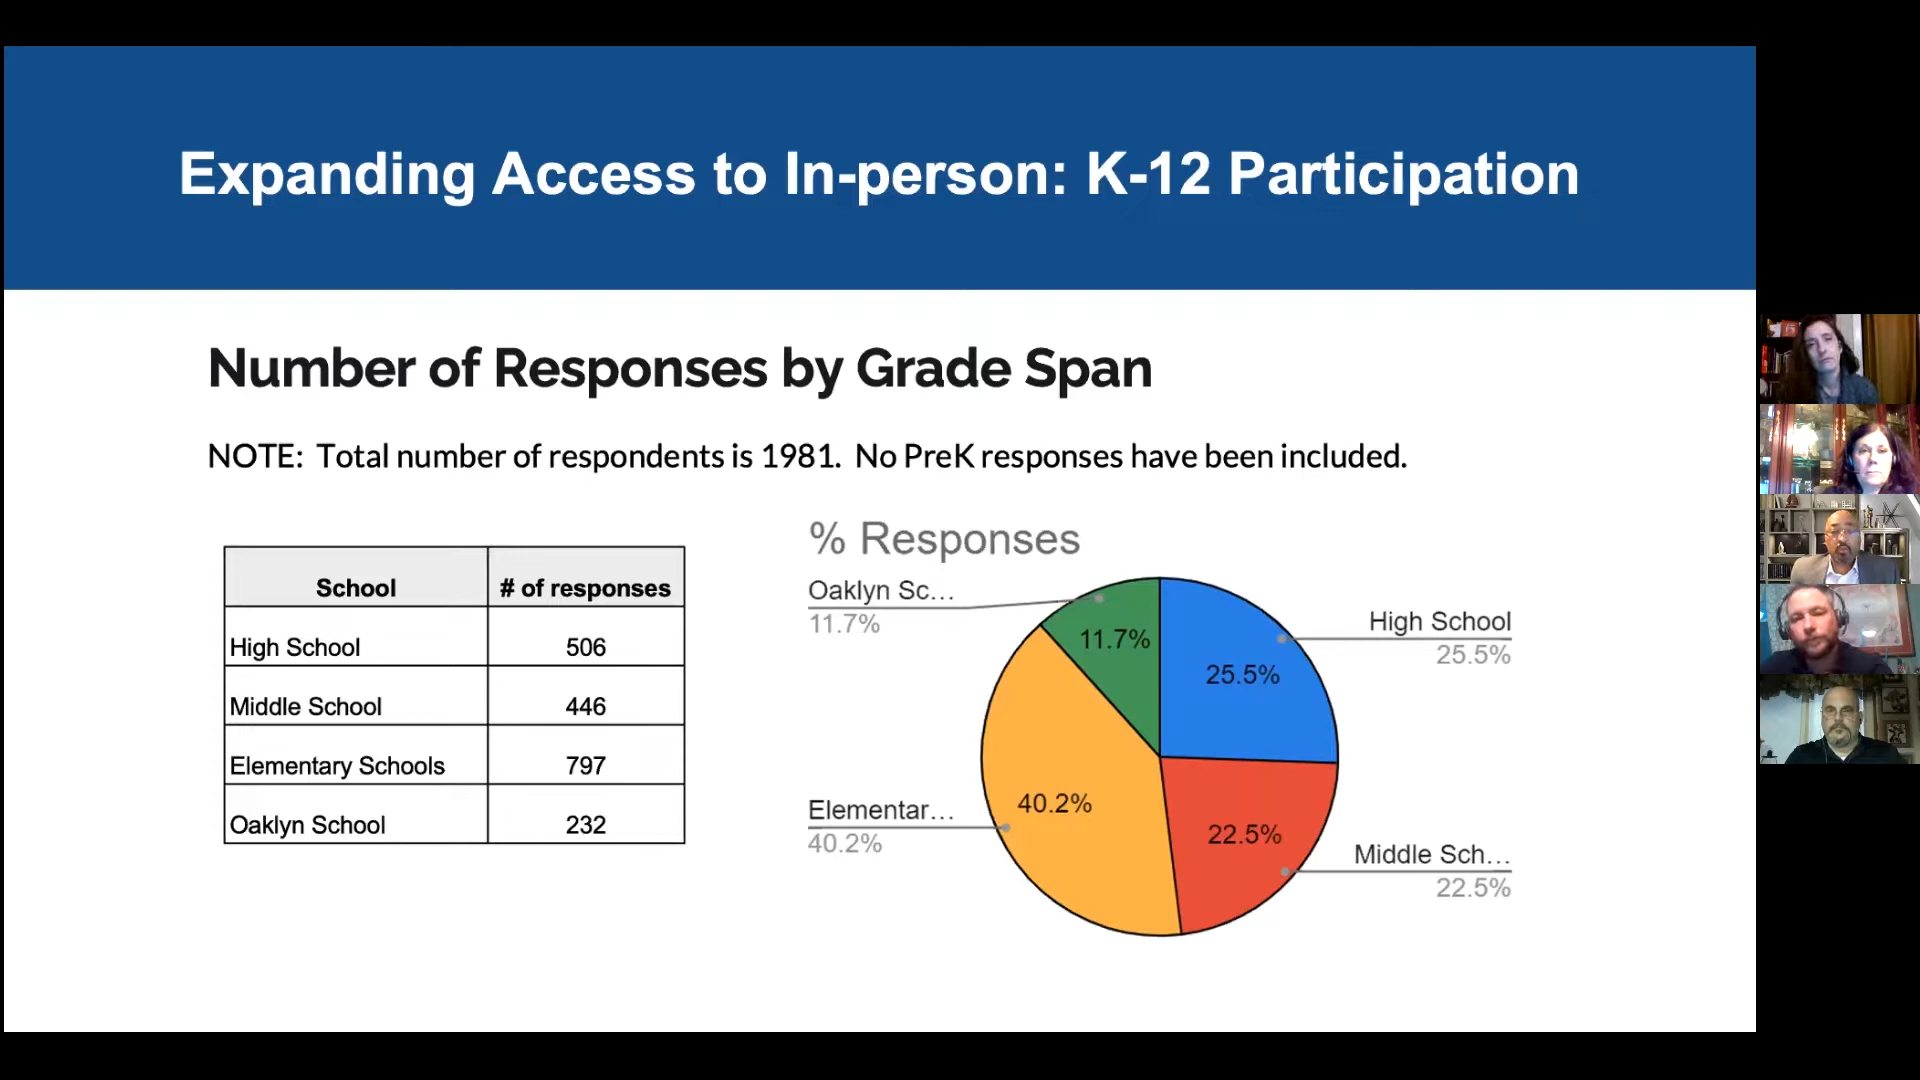 Expanding Access to In-person: K-12 Participation
Number of Responses by Grade Span
NOTE: Total number of respondents is 1981. No PreK responses have been included.
School # of responses
High School 506
Middle School 446
Elementary Schools 797
Oaklyn School 232
% Responses
Oaklyn Sc...
11.7%
11.7%
High School
25.5%
25.5%
Elementar...
40.2%
40.2%
22.5%
Middle Sch...
22.5%